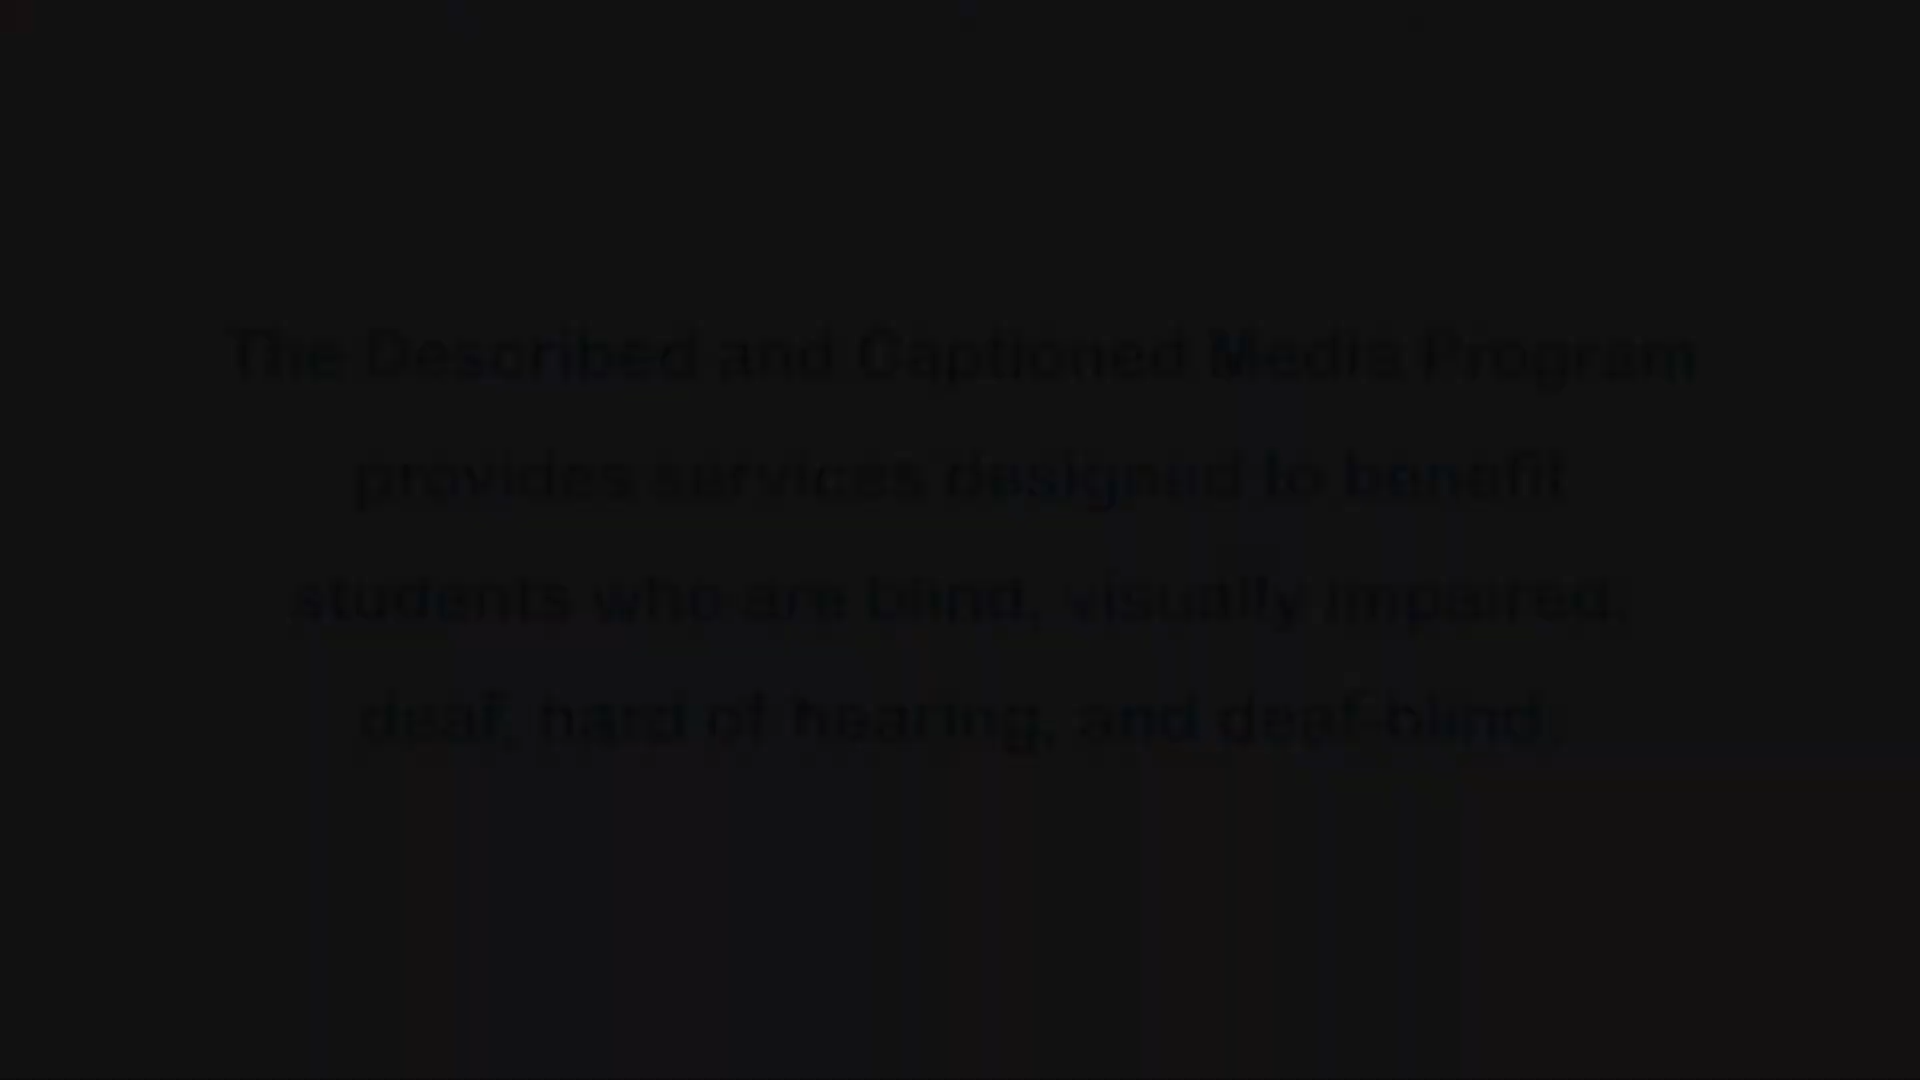 The Described and Captioned Media Program
provides services designed to benefit
students who are blind, visually impaired,
deaf, hard of hearing, and deaf-blind.